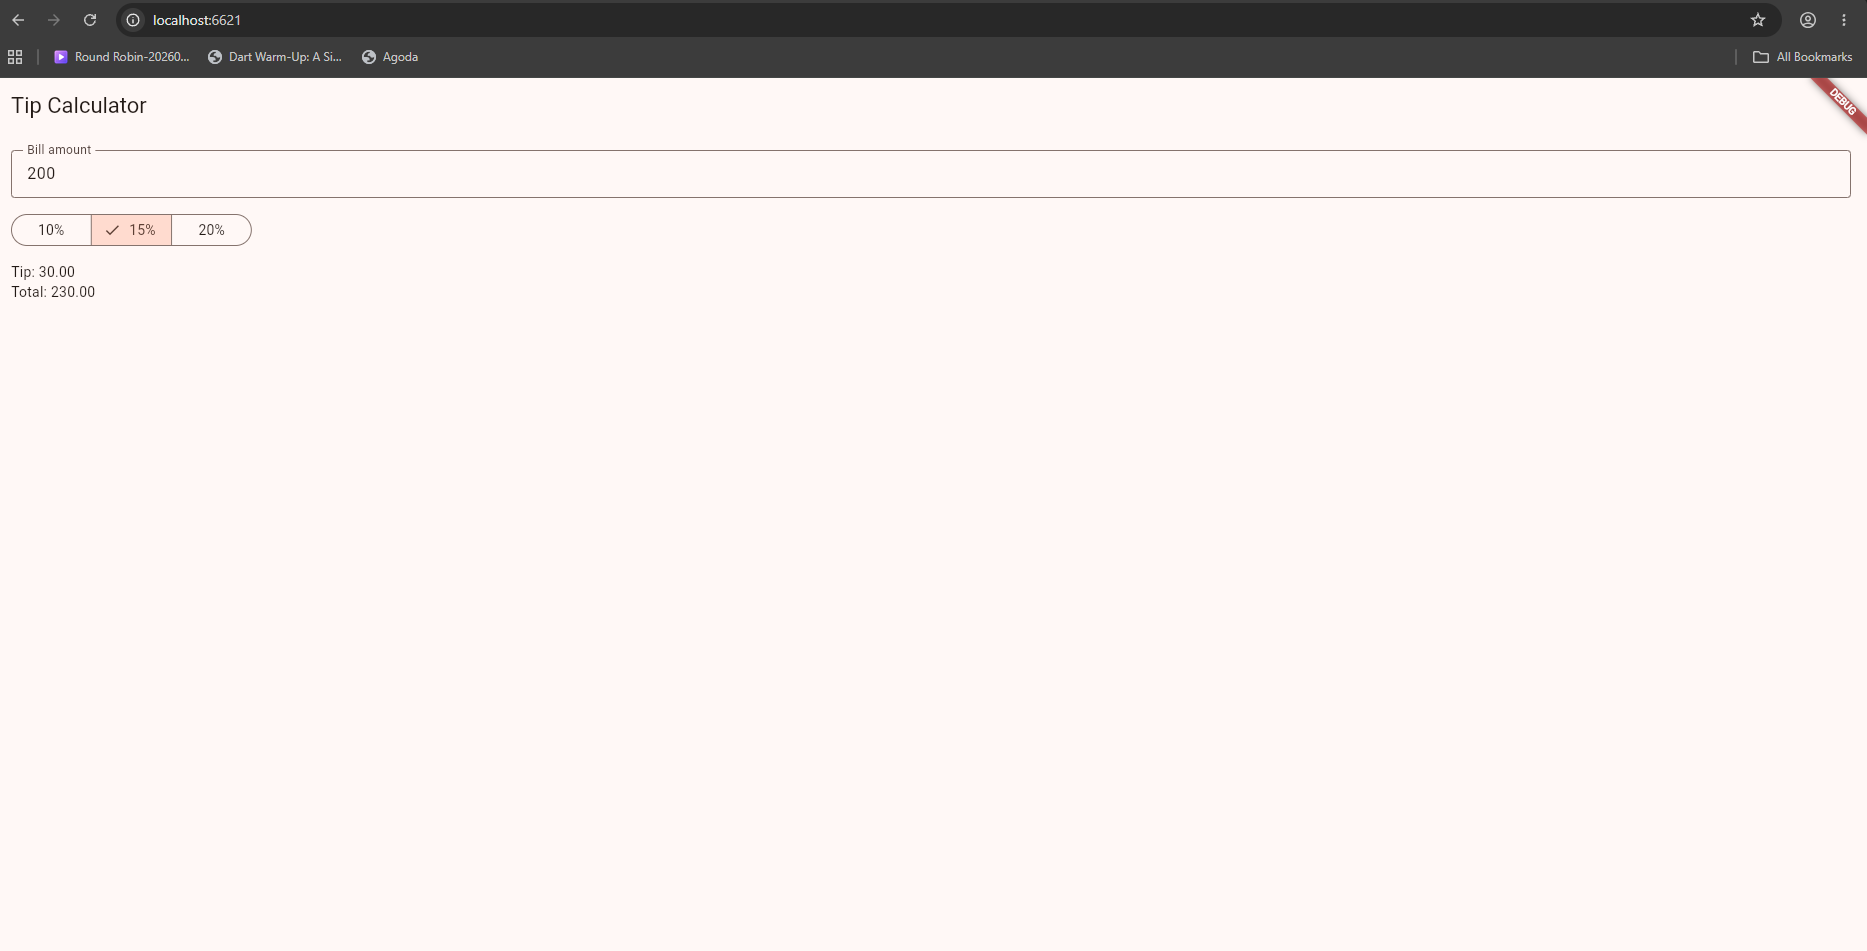 localhost:6621
Round Robin-20260... Dart Warm-Up: A Si... Agoda All Bookmarks
Tip Calculator
DEBUG
Bill amount
200
10% 15% 20%
Tip: 30.00
Total: 230.00